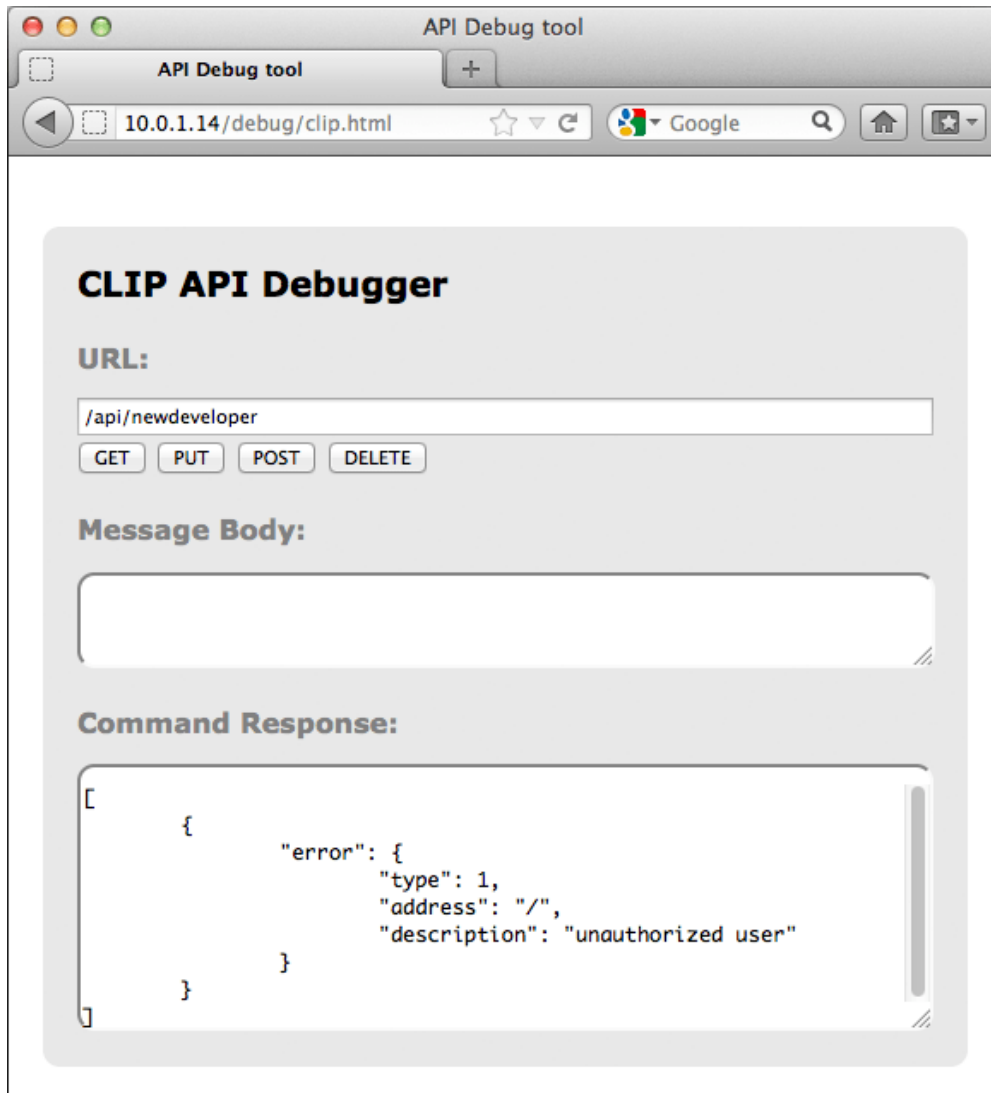 API Debug tool
API Debug tool
10.0.1.14/debug/clip.html Google
CLIP API Debugger
URL:
/api/newdeveloper
GET PUT POST DELETE
Message Body:
Command Response:
[
{
"error": {
"type": 1,
"address": "/",
"description": "unauthorized user"
}
}
]